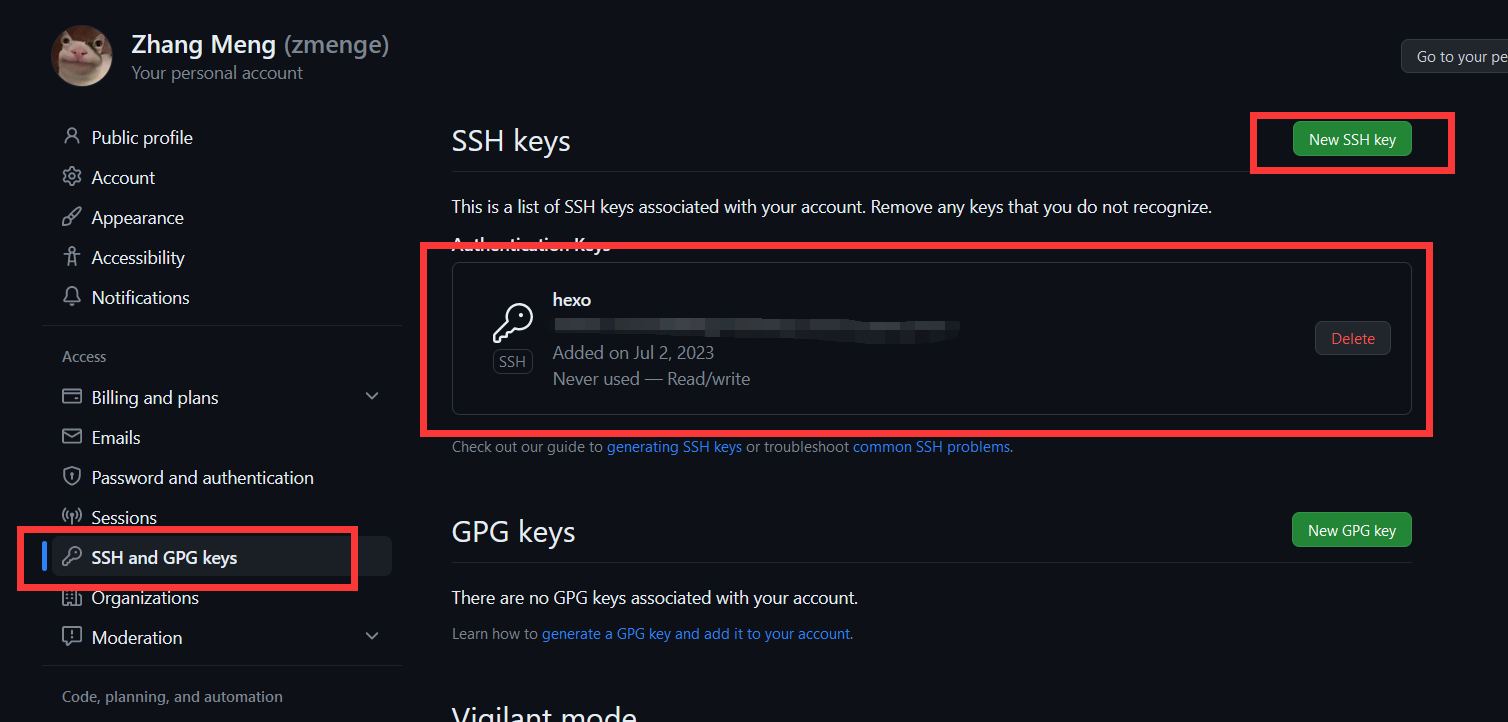 Zhang Meng (zmenge)
Your personal account
Go to your pe
Public profile
Account
Appearance
Accessibility
Notifications
Access
Billing and plans
Emails
Password and authentication
Sessions
SSH and GPG keys
Organizations
Moderation
Code, planning, and automation
SSH keys
New SSH key
This is a list of SSH keys associated with your account. Remove any keys that you do not recognize.
Authentication Keys
hexo
SSH
Added on Jul 2, 2023
Never used — Read/write
Delete
Check out our guide to generating SSH keys or troubleshoot common SSH problems.
GPG keys
New GPG key
There are no GPG keys associated with your account.
Learn how to generate a GPG key and add it to your account.
Vigilant mode